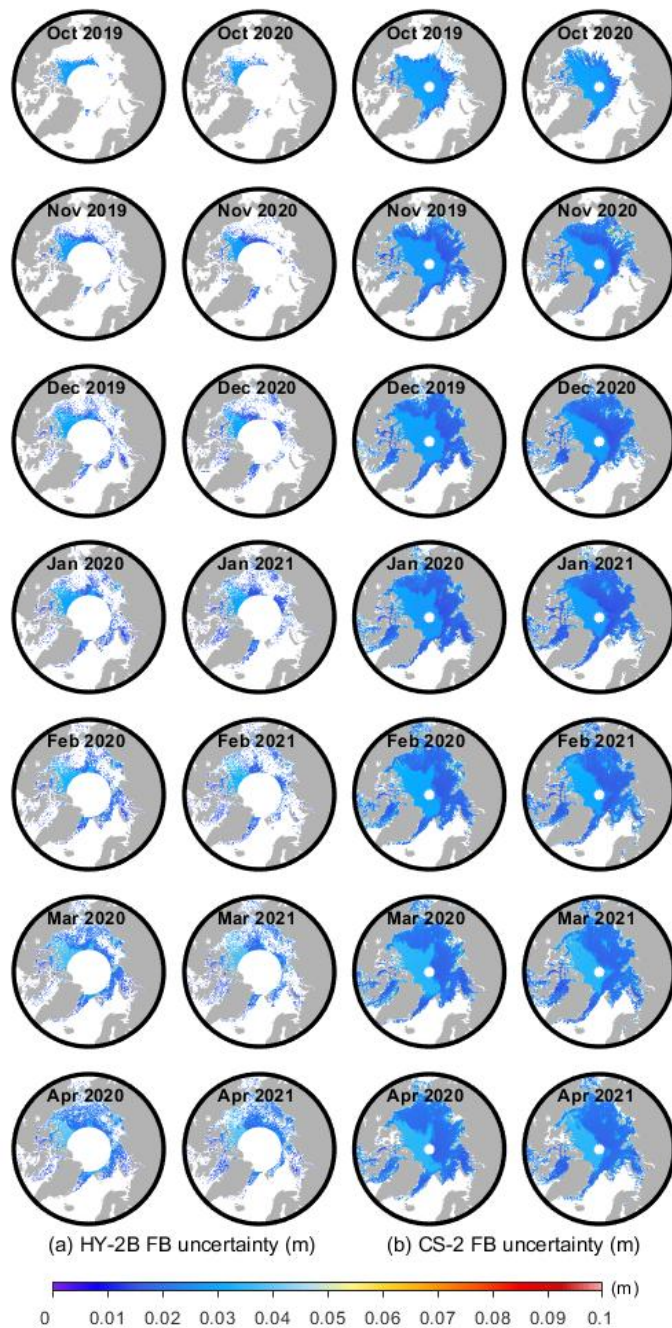 Oct 2019 Oct 2020 Oct 2019 Oct 2020
Nov 2019 Nov 2020 Nov 2019 Nov 2020
Dec 2019 Dec 2020 Dec 2019 Dec 2020
Jan 2020 Jan 2021 Jan 2020 Jan 2021
Feb 2020 Feb 2021 Feb 2020 Feb 2021
Mar 2020 Mar 2021 Mar 2020 Mar 2021
Apr 2020 Apr 2021 Apr 2020 Apr 2021
(a) HY-2B FB uncertainty (m) (b) CS-2 FB uncertainty (m)
(m)
0 0.01 0.02 0.03 0.04 0.05 0.06 0.07 0.08 0.09 0.1